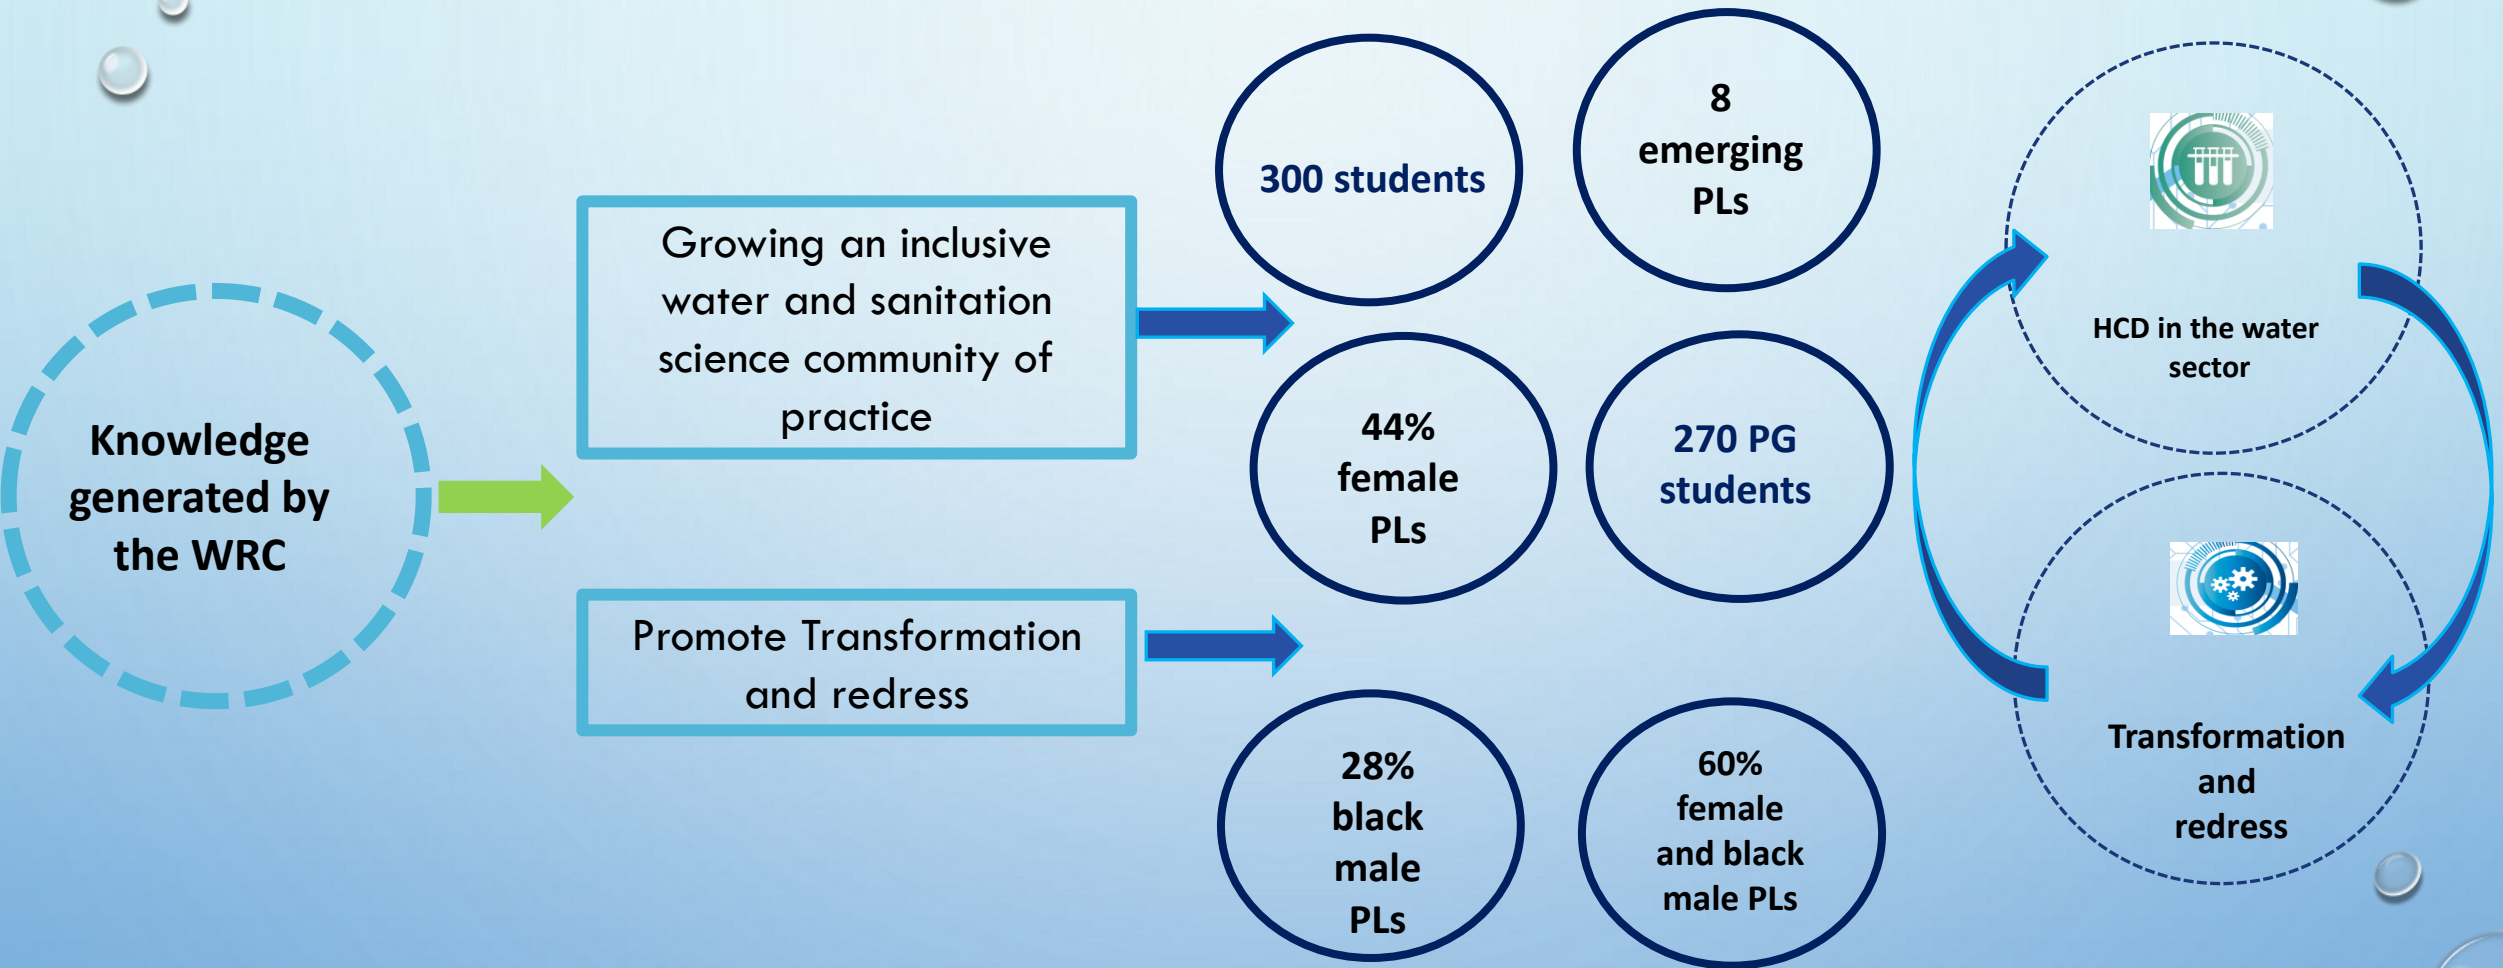 Knowledge
generated by
the WRC
Growing an inclusive
water and sanitation
science community of
practice
Promote Transformation
and redress
300 students
8
emerging
PLs
44%
female
PLs
270 PG
students
28%
black
male
PLs
60%
female
and black
male PLs
HCD in the water
sector
Transformation
and
redress